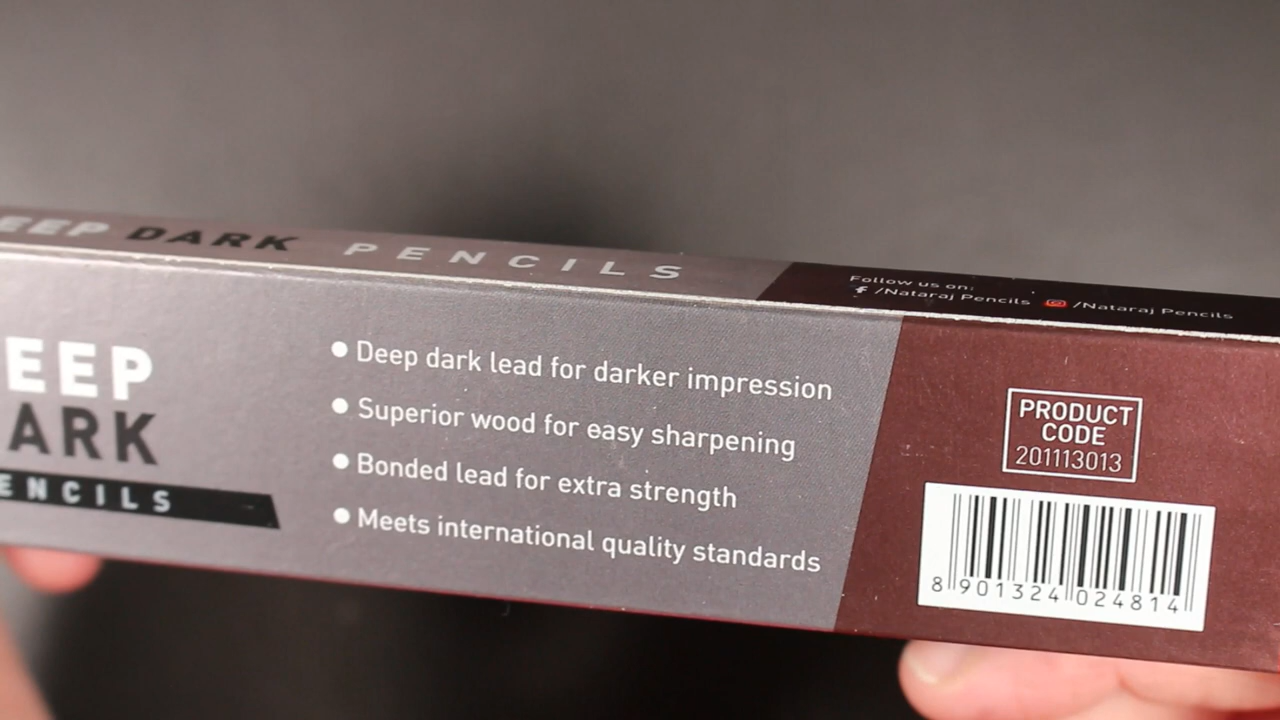 EEP DARK PENCILS
Follow us on:
/Nataraj Pencils /Nataraj Pencils
EEP
ARK
ENCILS
Deep dark lead for darker impression
Superior wood for easy sharpening
Bonded lead for extra strength
Meets international quality standards
PRODUCT
CODE
201113013
8 901324 024814